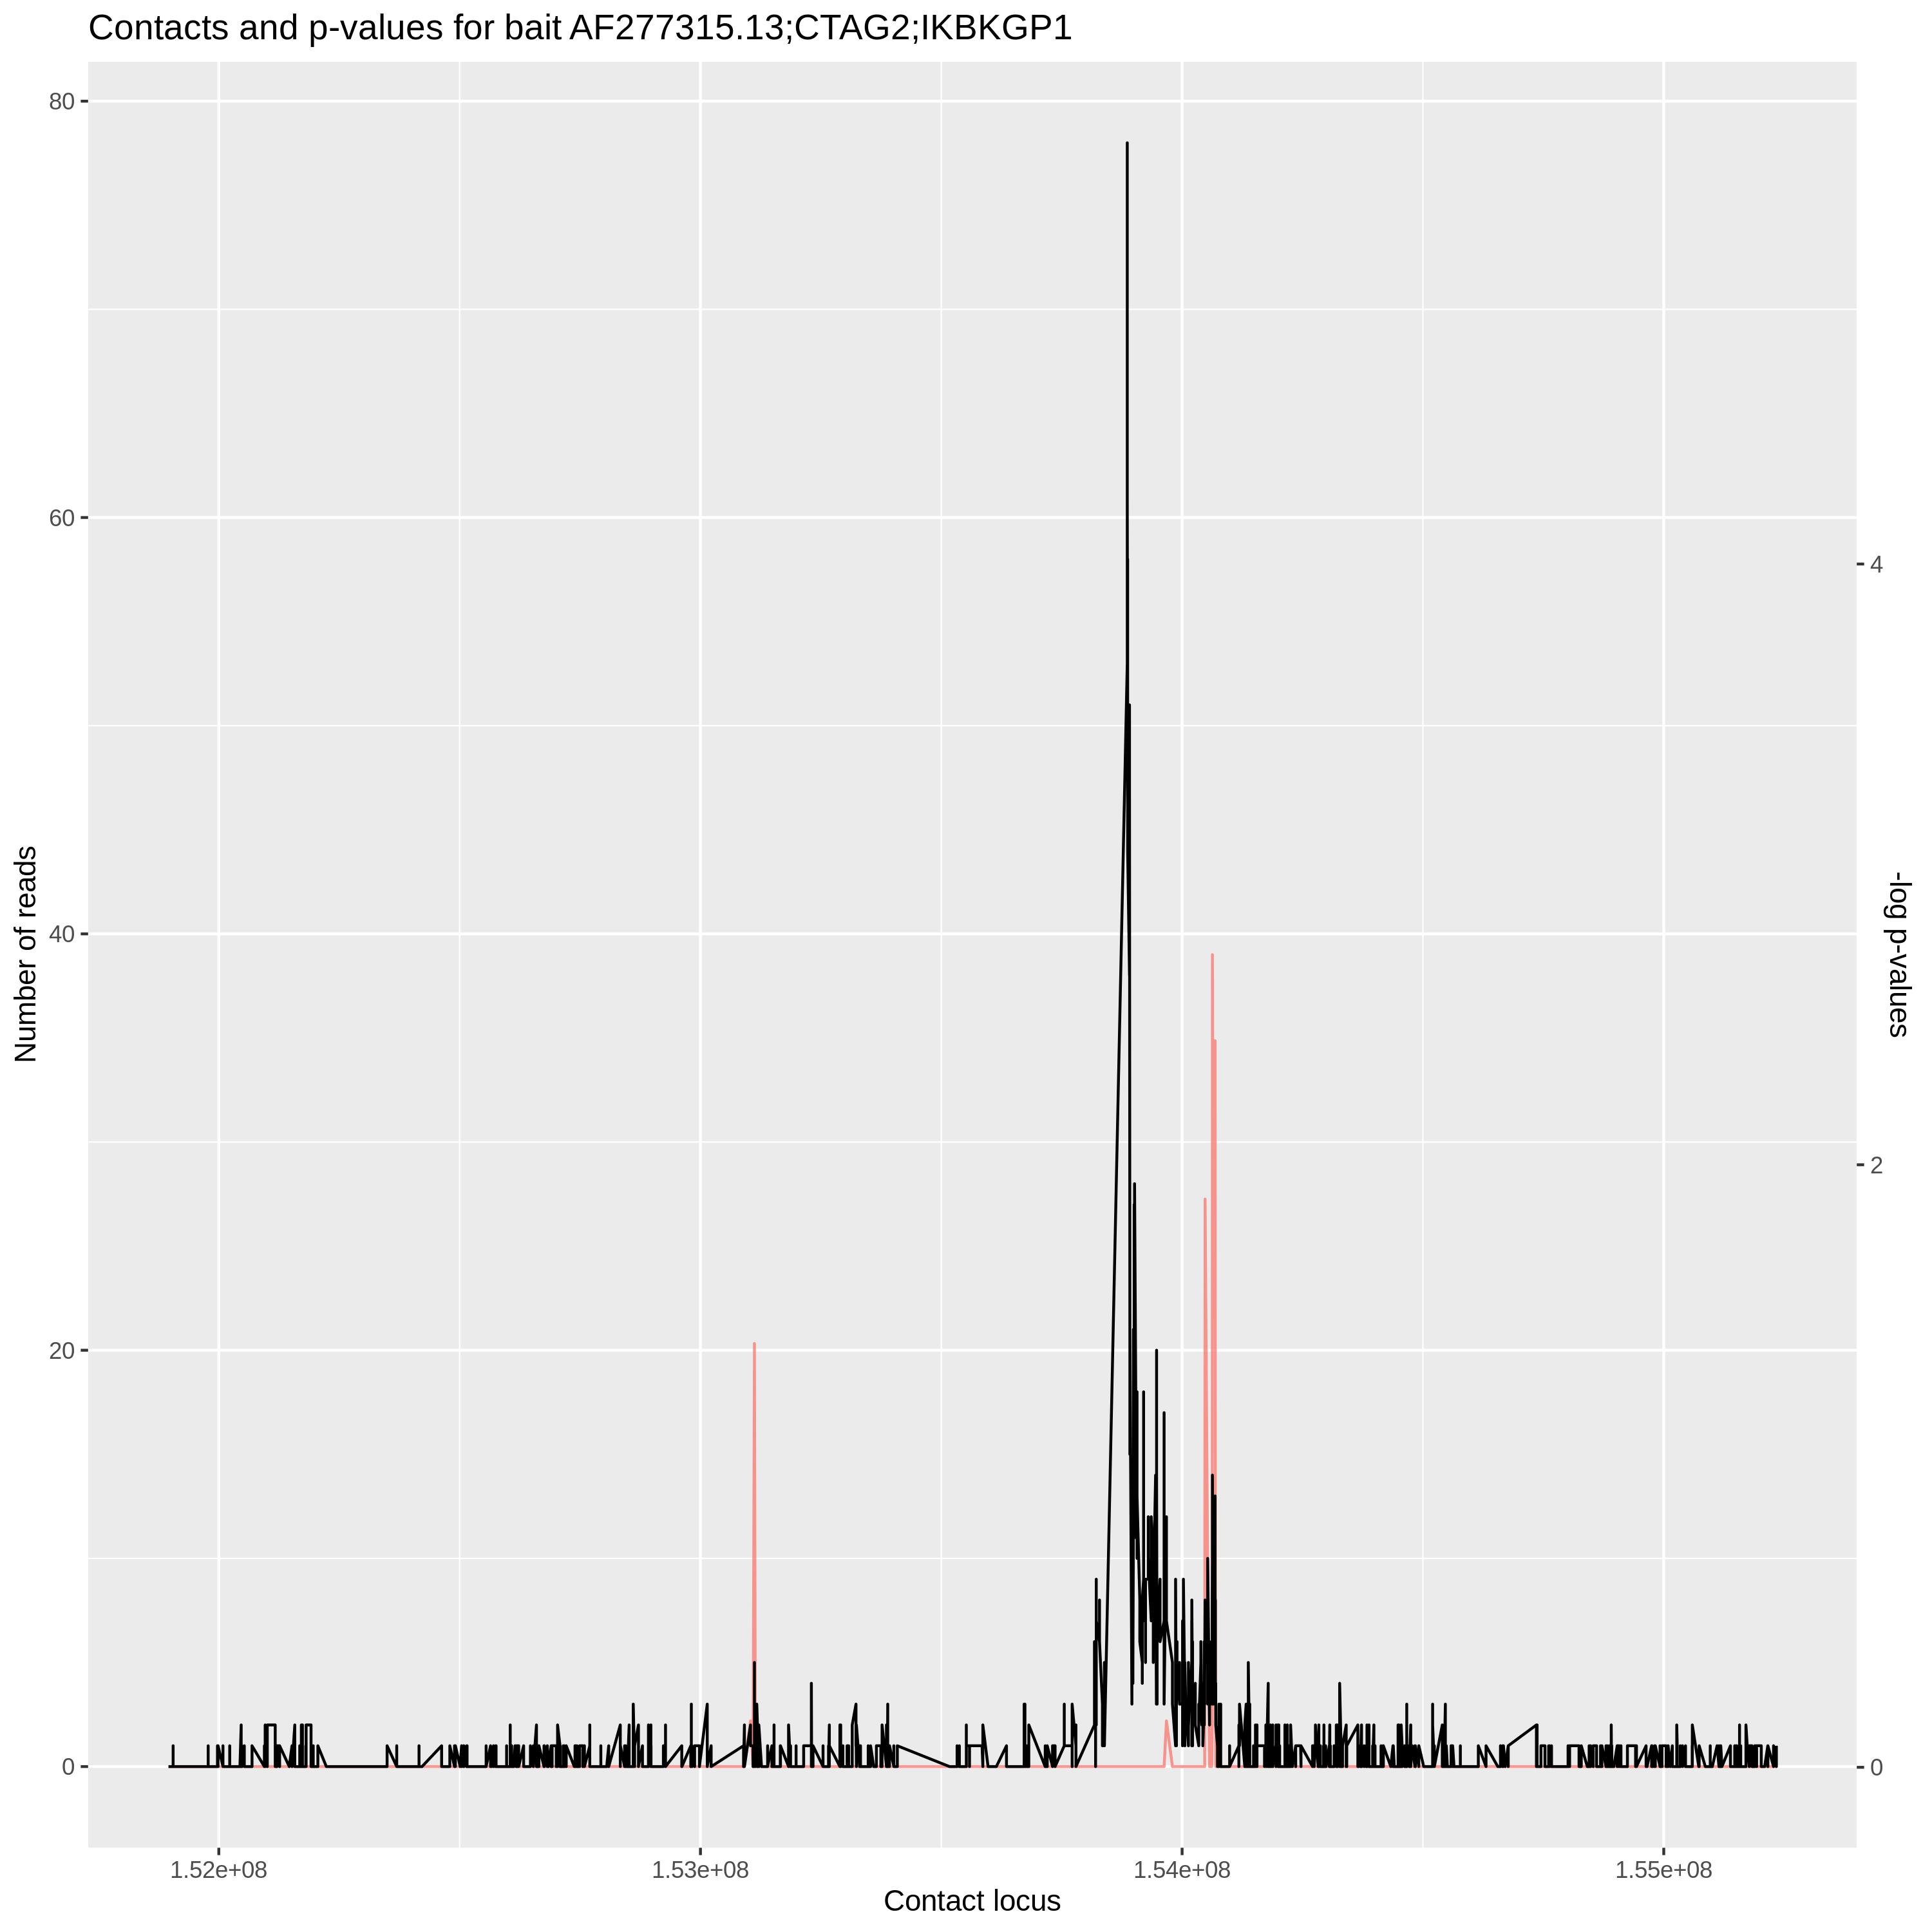 Contacts and p-values for bait AF277315.13;CTAG2;IKBKGP1
80
60
40
20
0
Number of reads
4
2
0
-log p-values
1.52e+08
1.53e+08
1.54e+08
1.55e+08
Contact locus